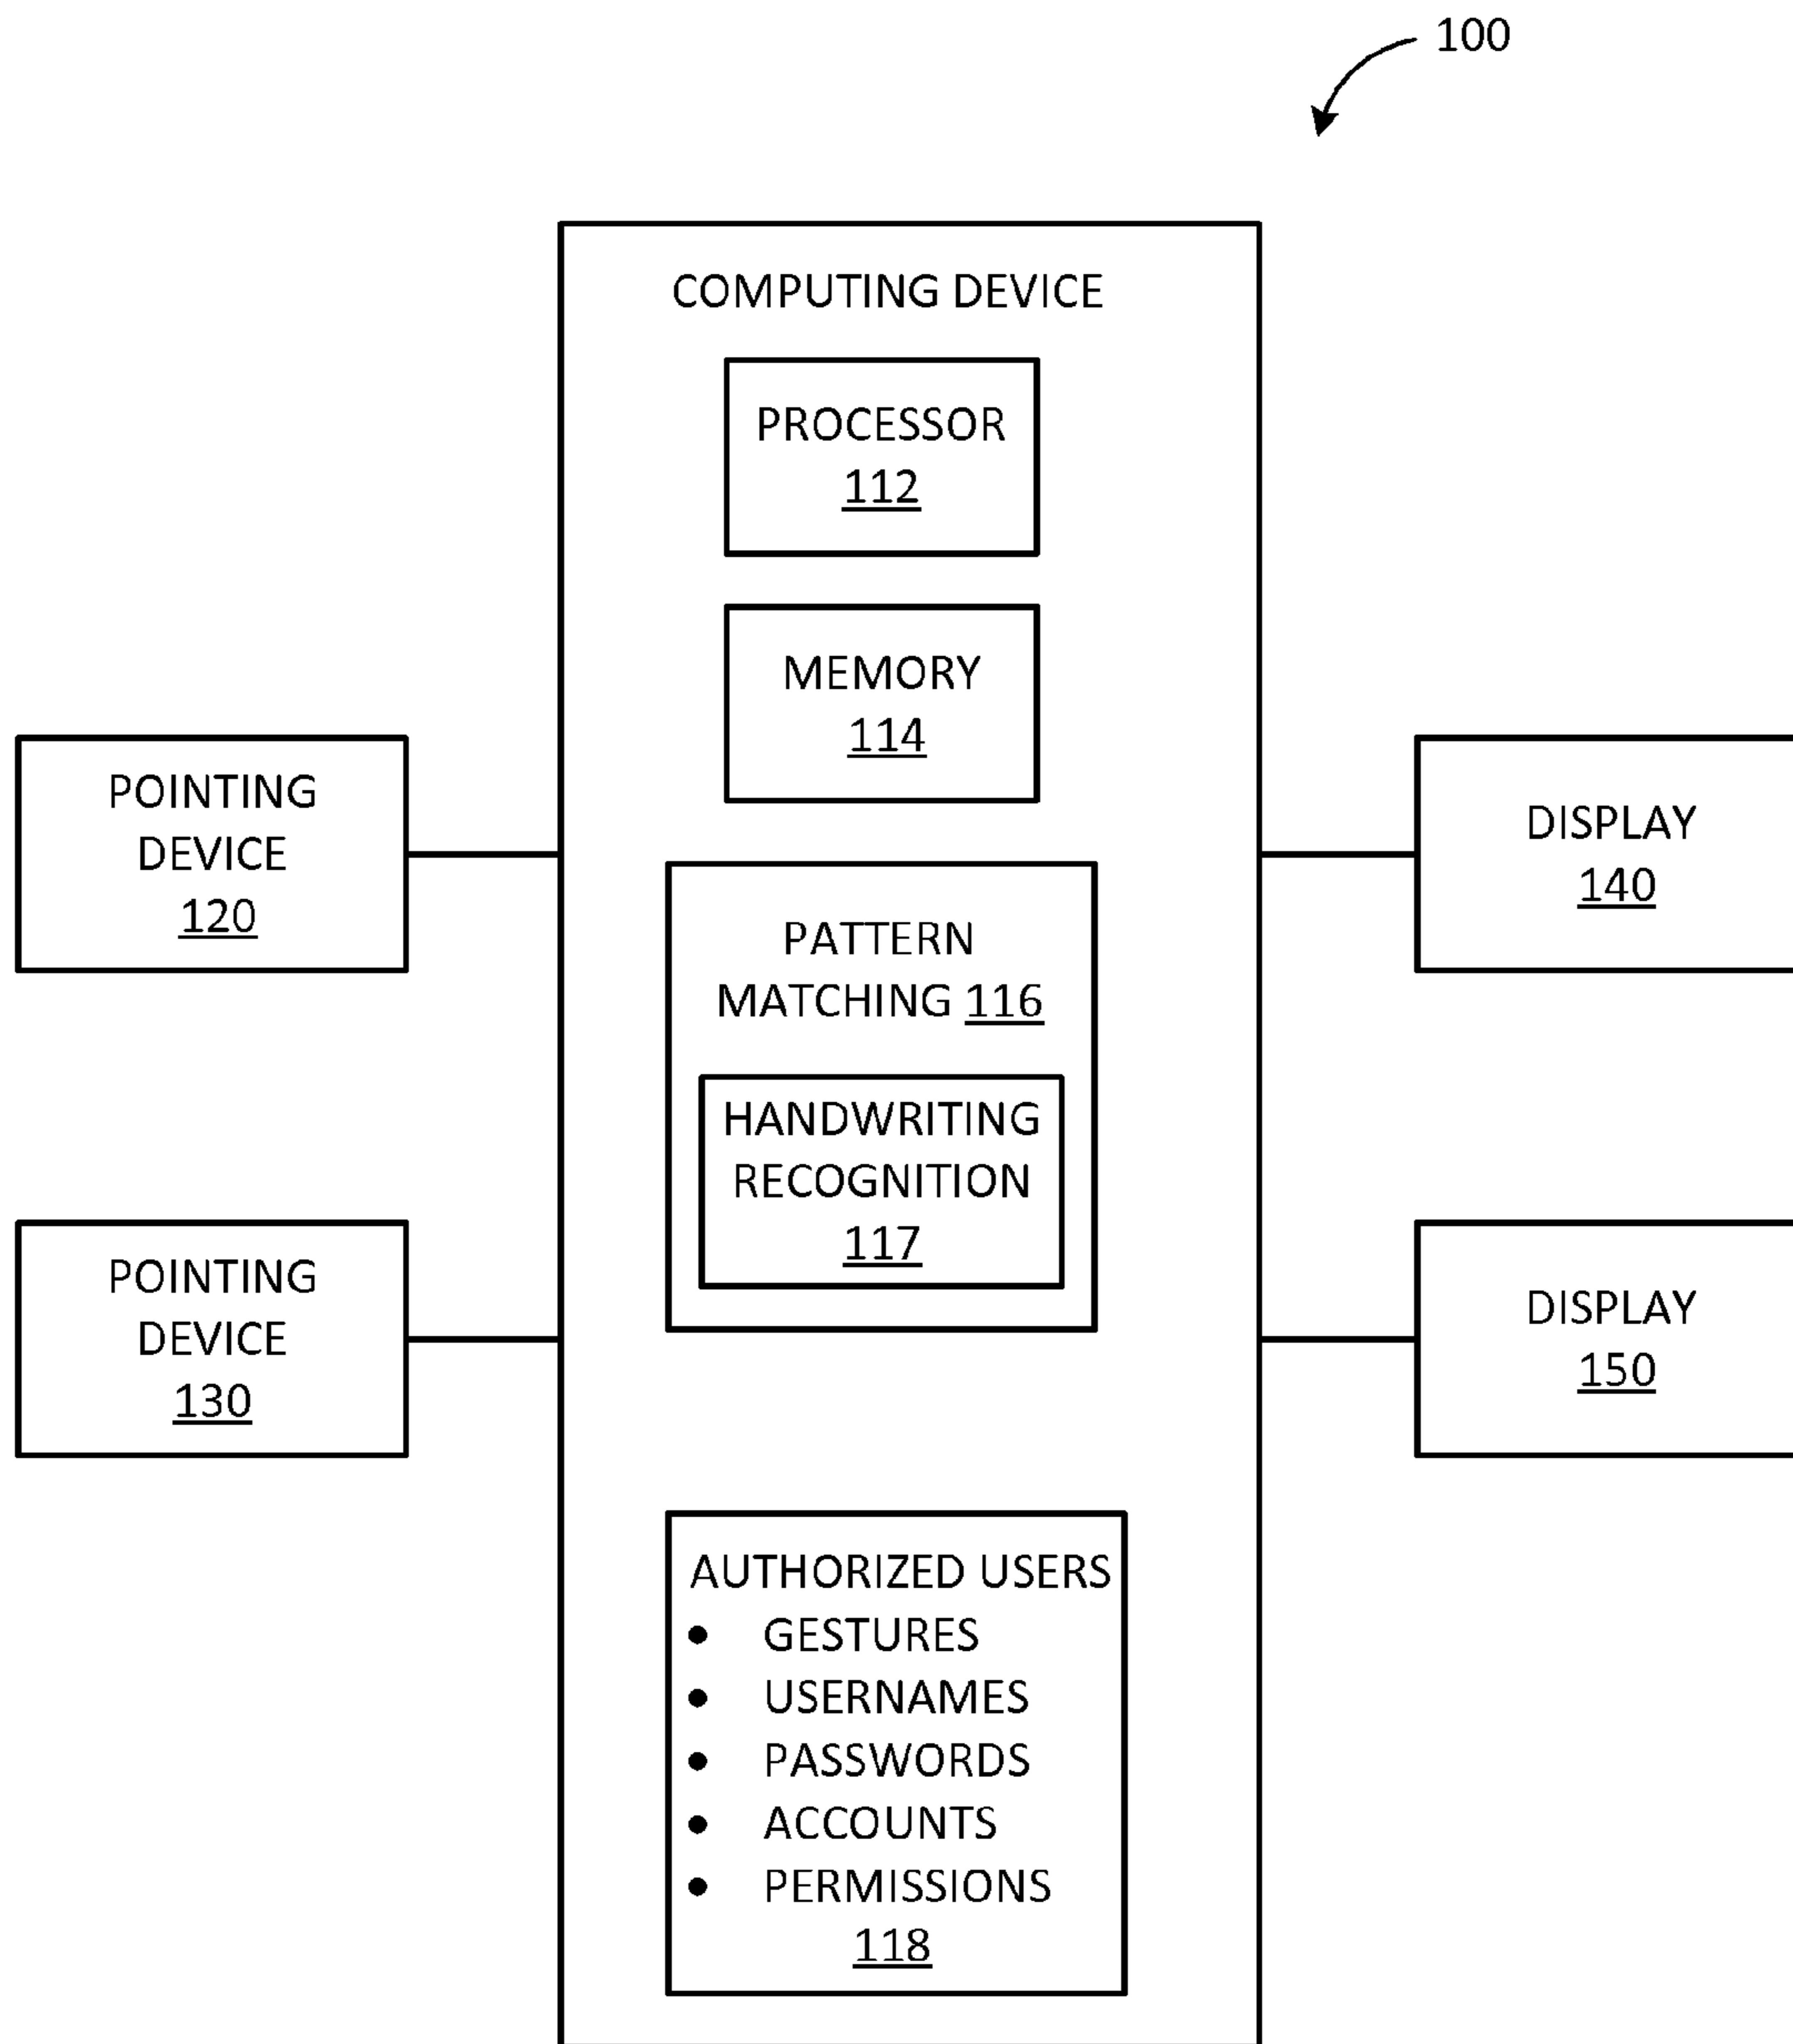 100
COMPUTING DEVICE
PROCESSOR
112
MEMORY
114
POINTING
DEVICE
120
DISPLAY
140
PATTERN
MATCHING 116
HANDWRITING
RECOGNITION
117
POINTING
DEVICE
130
DISPLAY
150
AUTHORIZED USERS
• GESTURES
• USERNAMES
• PASSWORDS
• ACCOUNTS
• PERMISSIONS
118